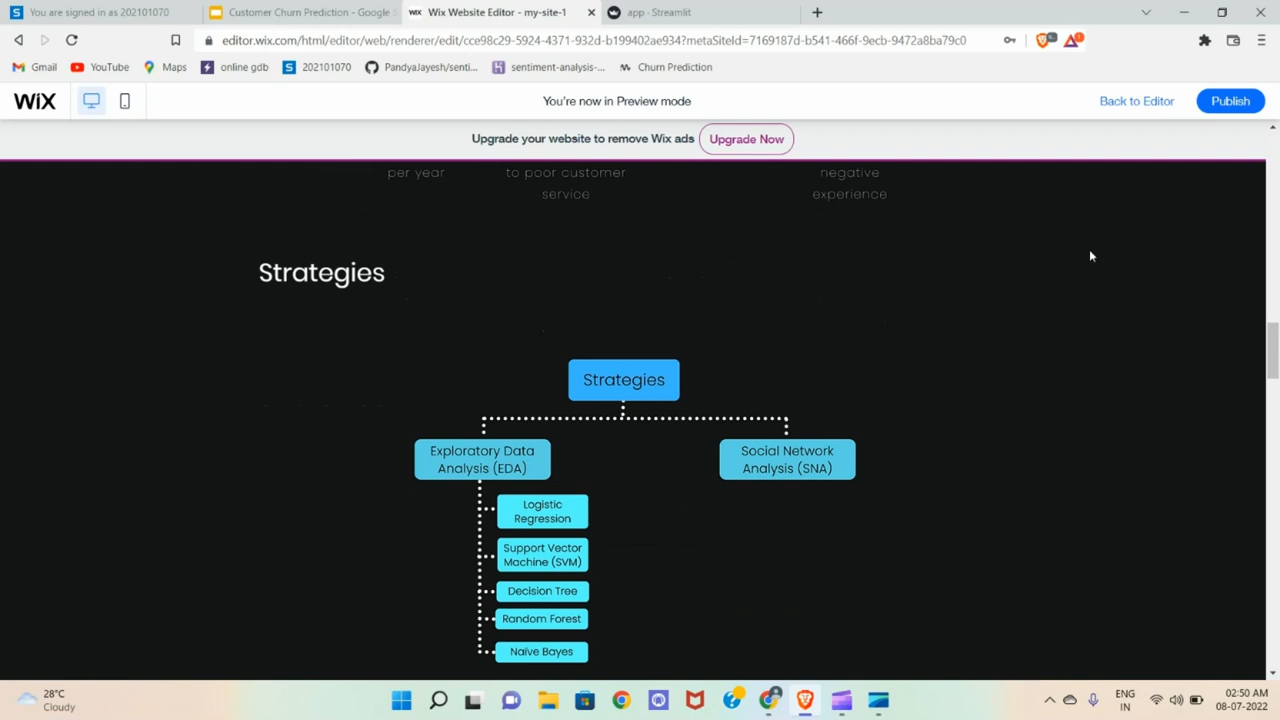 You are signed in as 202101070
Customer Churn Prediction - Google
WiX Wix Website Editor - my-site-1
app · Streamlit
editor.wix.com/html/editor/web/renderer/edit/cce98c29-5924-4371-932d-b199402ae934?metaSiteId=7169187d-b541-466f-9ecb-9472a8ba79c0
Gmail YouTube Maps online gdb 202101070 PandyaJayesh/senti... sentiment-analysis-... Churn Prediction
WiX
You're now in Preview mode
Back to Editor
Publish
Upgrade your website to remove Wix ads
Upgrade Now
per year
to poor customer
service
negative
experience
Strategies
Strategies
Exploratory Data
Analysis (EDA)
Social Network
Analysis (SNA)
Logistic
Regression
Support Vector
Machine (SVM)
Decision Tree
Random Forest
Naïve Bayes
28°C
Cloudy
ENG
IN
02:50 AM
08-07-2022